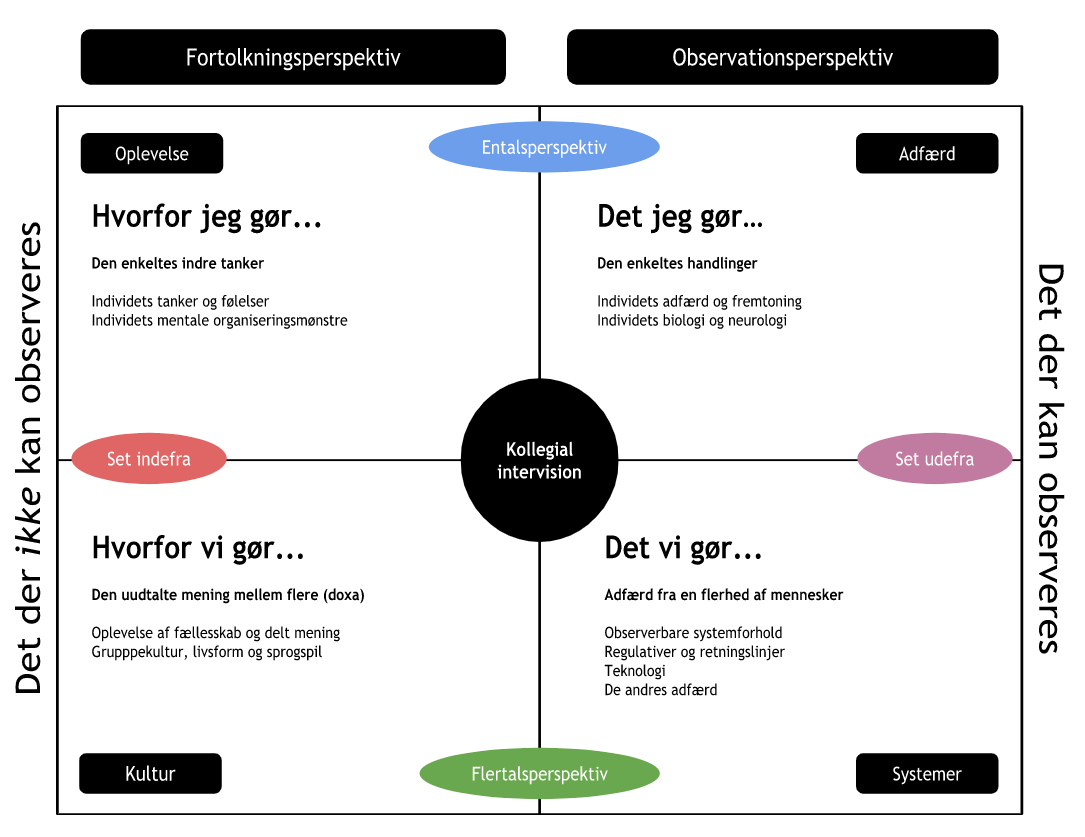 Fortolkningsperspektiv
Observationsperspektiv
Det der ikke kan observeres
Det der kan observeres
Entalsperspektiv
Oplevelse
Hvorfor jeg gør...
Den enkeltes indre tanker
Individets tanker og følelser
Individets mentale organiseringsmønstre
Adfærd
Det jeg gør…
Den enkeltes handlinger
Individets adfærd og fremtoning
Individets biologi og neurologi
Set indefra
Kollegial
intervision
Set udefra
Hvorfor vi gør...
Den uudtalte mening mellem flere (doxa)
Oplevelse af fællesskab og delt mening
Grupppekultur, livsform og sprogspil
Kultur
Det vi gør...
Adfærd fra en flerhed af mennesker
Observerbare systemforhold
Regulativer og retningslinjer
Teknologi
De andres adfærd
Systemer
Flertalsperspektiv